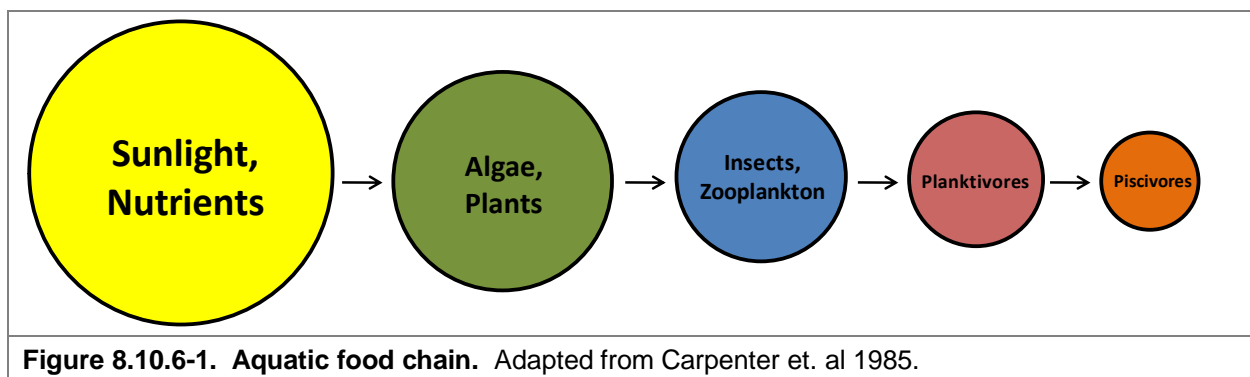 Sunlight,
Nutrients
Algae,
Plants
Insects,
Zooplankton
Planktivores
Piscivores
Figure 8.10.6-1. Aquatic food chain. Adapted from Carpenter et. al 1985.